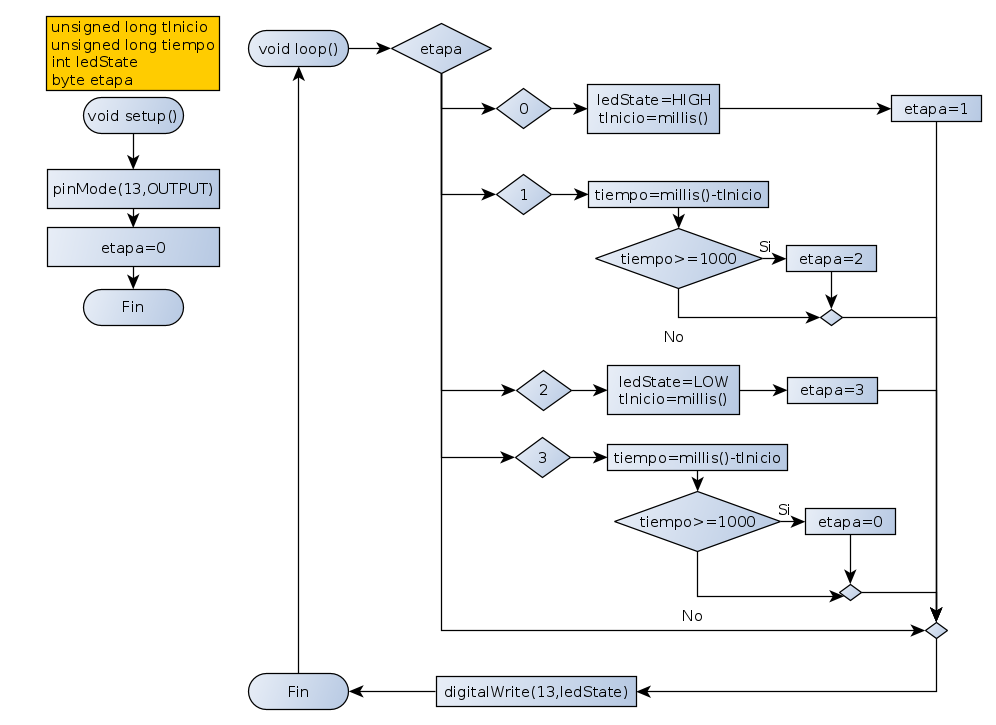 unsigned long tInicio
unsigned long tiempo
int ledState
byte etapa
void setup()
pinMode(13,OUTPUT)
etapa=0
Fin
void loop()
etapa
0
ledState=HIGH
tInicio=millis()
etapa=1
1
tiempo=millis()-tInicio
tiempo>=1000
Si
etapa=2
No
2
ledState=LOW
tInicio=millis()
etapa=3
3
tiempo=millis()-tInicio
tiempo>=1000
Si
etapa=0
No
digitalWrite(13,ledState)
Fin